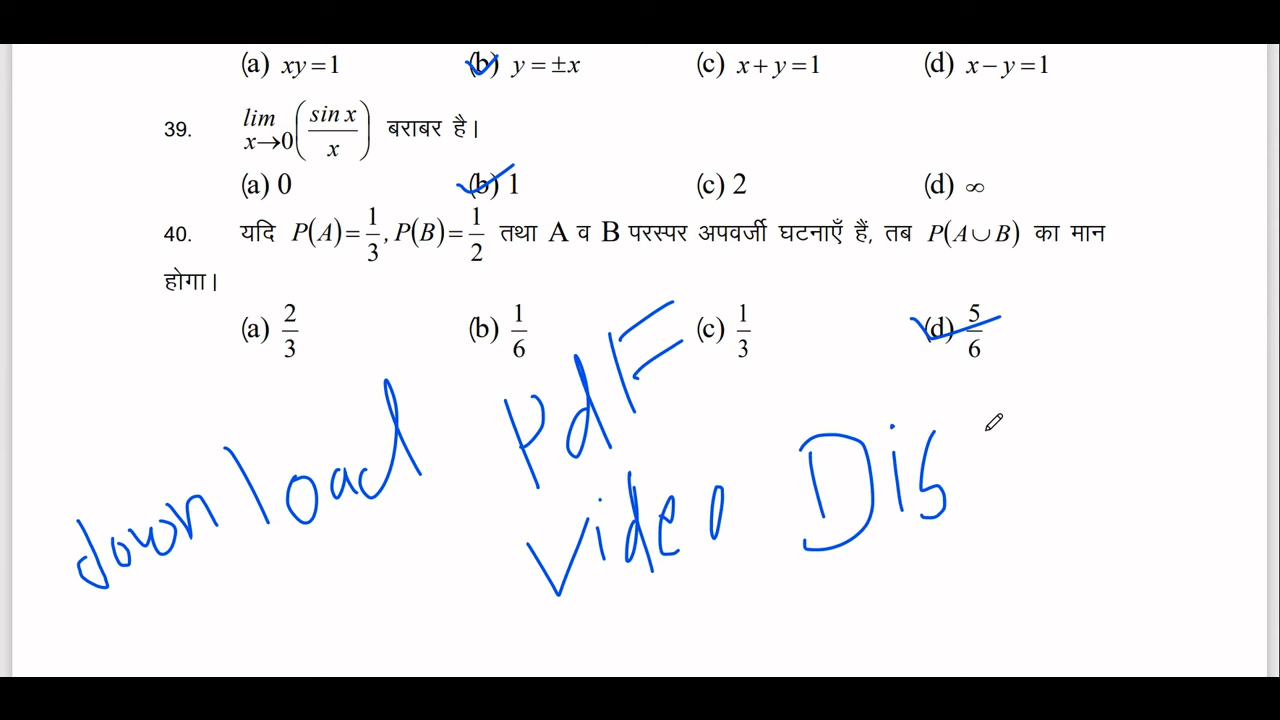 (a) xy = 1 (b) y = ±x (c) x + y = 1 (d) x − y = 1
39. lim x→0 (sin x / x) बराबर है।
(a) 0 (b) 1 (c) 2 (d) ∞
40. यदि P(A) = 1/3, P(B) = 1/2 तथा A व B परस्पर अपवर्जी घटनाएँ हैं, तब P(A∪B) का मान
होगा।
(a) 2/3 (b) 1/6 (c) 1/3 (d) 5/6
download pdF
video Dis